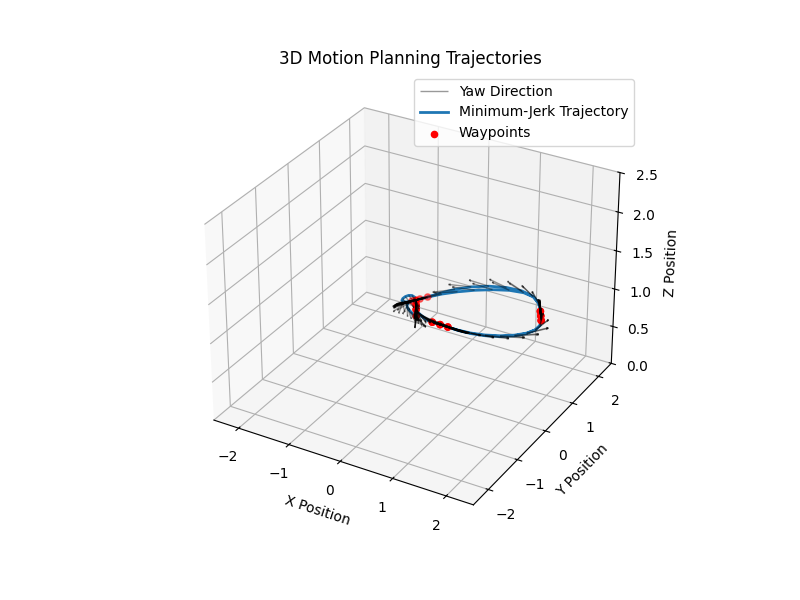 3D Motion Planning Trajectories
Yaw Direction
Minimum-Jerk Trajectory
Waypoints
2.5
2.0
1.5
1.0
0.5
0.0
Z Position
2
1
0
−1
−2
Y Position
−2
−1
0
1
2
X Position